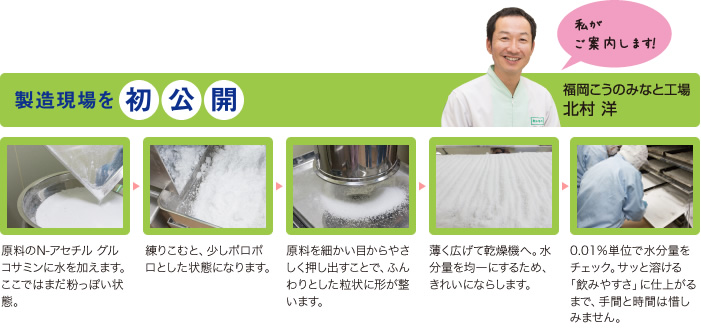 私が
ご案内します!
製造現場を初公開
福岡こうのみなと工場
北村 洋
原料のN-アセチル グル
コサミンに水を加えます。
ここではまだ粉っぽい状
態。
練りこむと、少しボロボ
ロとした状態になります。
原料を細かい目からやさ
しく押し出すことで、ふん
わりとした粒状に形が整
います。
薄く広げて乾燥機へ。水
分量を均一にするため、
きれいにならします。
0.01%単位で水分量を
チェック。サッと溶ける
「飲みやすさ」に仕上がる
まで、手間と時間は惜し
みません。